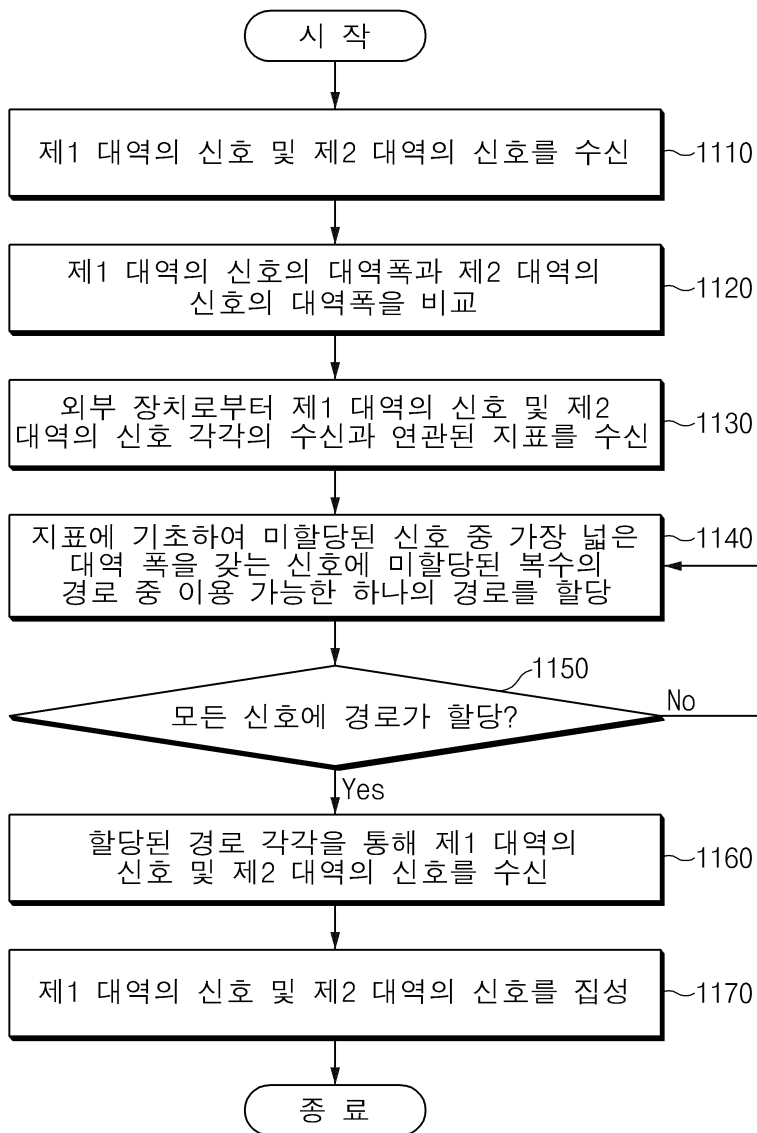 시 작
제1 대역의 신호 및 제2 대역의 신호를 수신
1110
제1 대역의 신호의 대역폭과 제2 대역의
신호의 대역폭을 비교
1120
외부 장치로부터 제1 대역의 신호 및 제2
대역의 신호 각각의 수신과 연관된 지표를 수신
1130
지표에 기초하여 미할당된 신호 중 가장 넓은
대역 폭을 갖는 신호에 미할당된 복수의
경로 중 이용 가능한 하나의 경로를 할당
1140
1150
모든 신호에 경로가 할당?
No
Yes
할당된 경로 각각을 통해 제1 대역의
신호 및 제2 대역의 신호를 수신
1160
제1 대역의 신호 및 제2 대역의 신호를 집성
1170
종 료